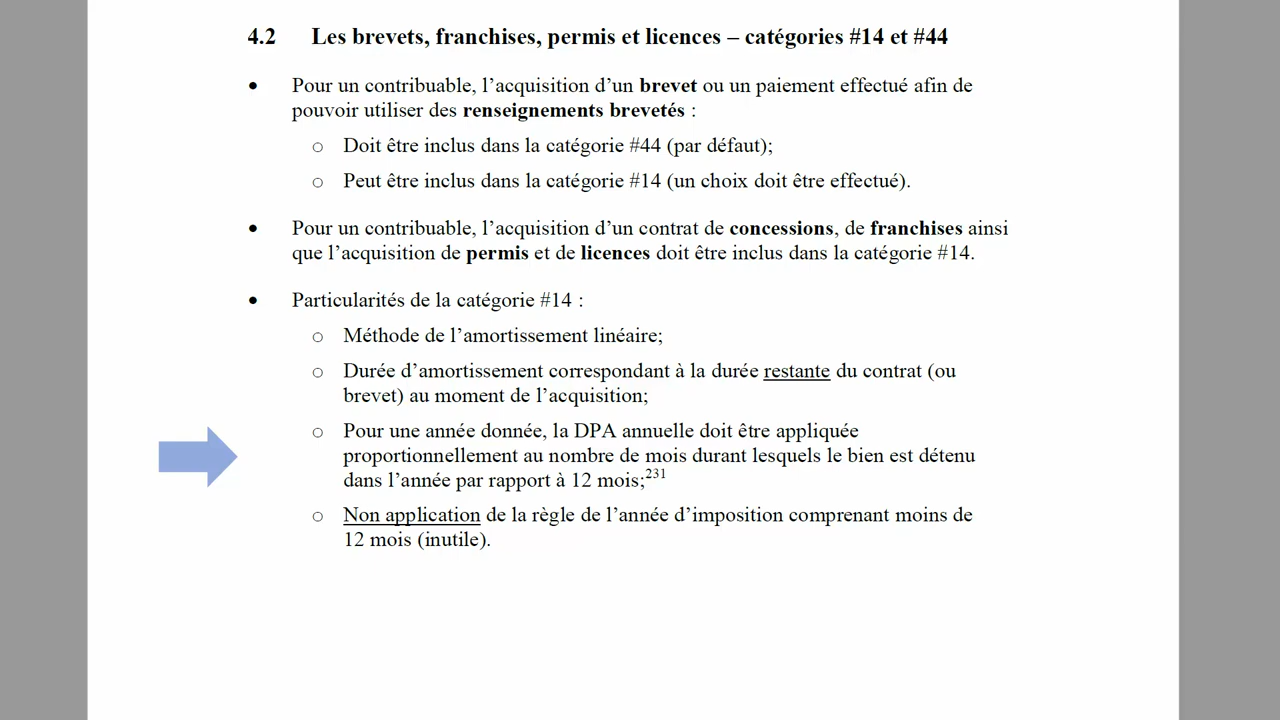 4.2 Les brevets, franchises, permis et licences – catégories #14 et #44
• Pour un contribuable, l’acquisition d’un brevet ou un paiement effectué afin de
pouvoir utiliser des renseignements brevetés :
○ Doit être inclus dans la catégorie #44 (par défaut);
○ Peut être inclus dans la catégorie #14 (un choix doit être effectué).
• Pour un contribuable, l’acquisition d’un contrat de concessions, de franchises ainsi
que l’acquisition de permis et de licences doit être inclus dans la catégorie #14.
• Particularités de la catégorie #14 :
○ Méthode de l’amortissement linéaire;
○ Durée d’amortissement correspondant à la durée restante du contrat (ou
brevet) au moment de l’acquisition;
○ Pour une année donnée, la DPA annuelle doit être appliquée
proportionnellement au nombre de mois durant lesquels le bien est détenu
dans l’année par rapport à 12 mois;231
○ Non application de la règle de l’année d’imposition comprenant moins de
12 mois (inutile).